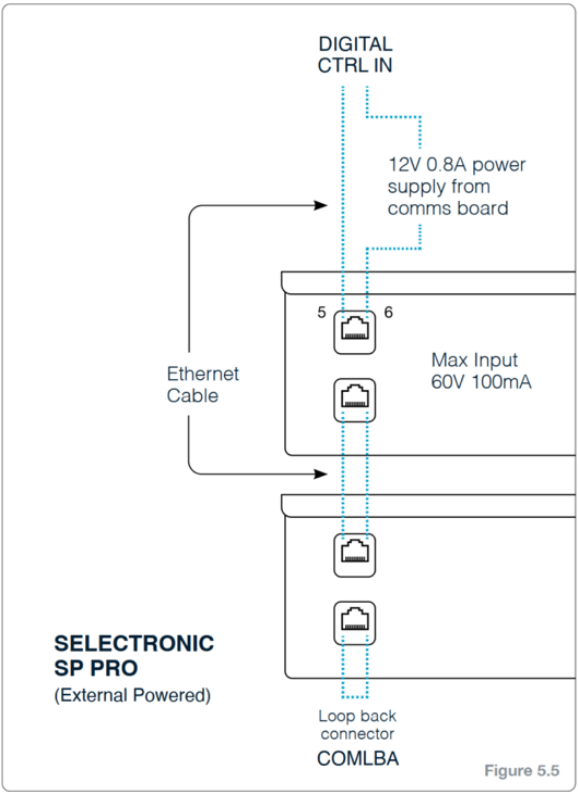 DIGITAL
CTRL IN
12V 0.8A power
supply from
comms board
5
6
Max Input
60V 100mA
Ethernet
Cable
SELECTRONIC
SP PRO
(External Powered)
Loop back
connector
COMLBA
Figure 5.5